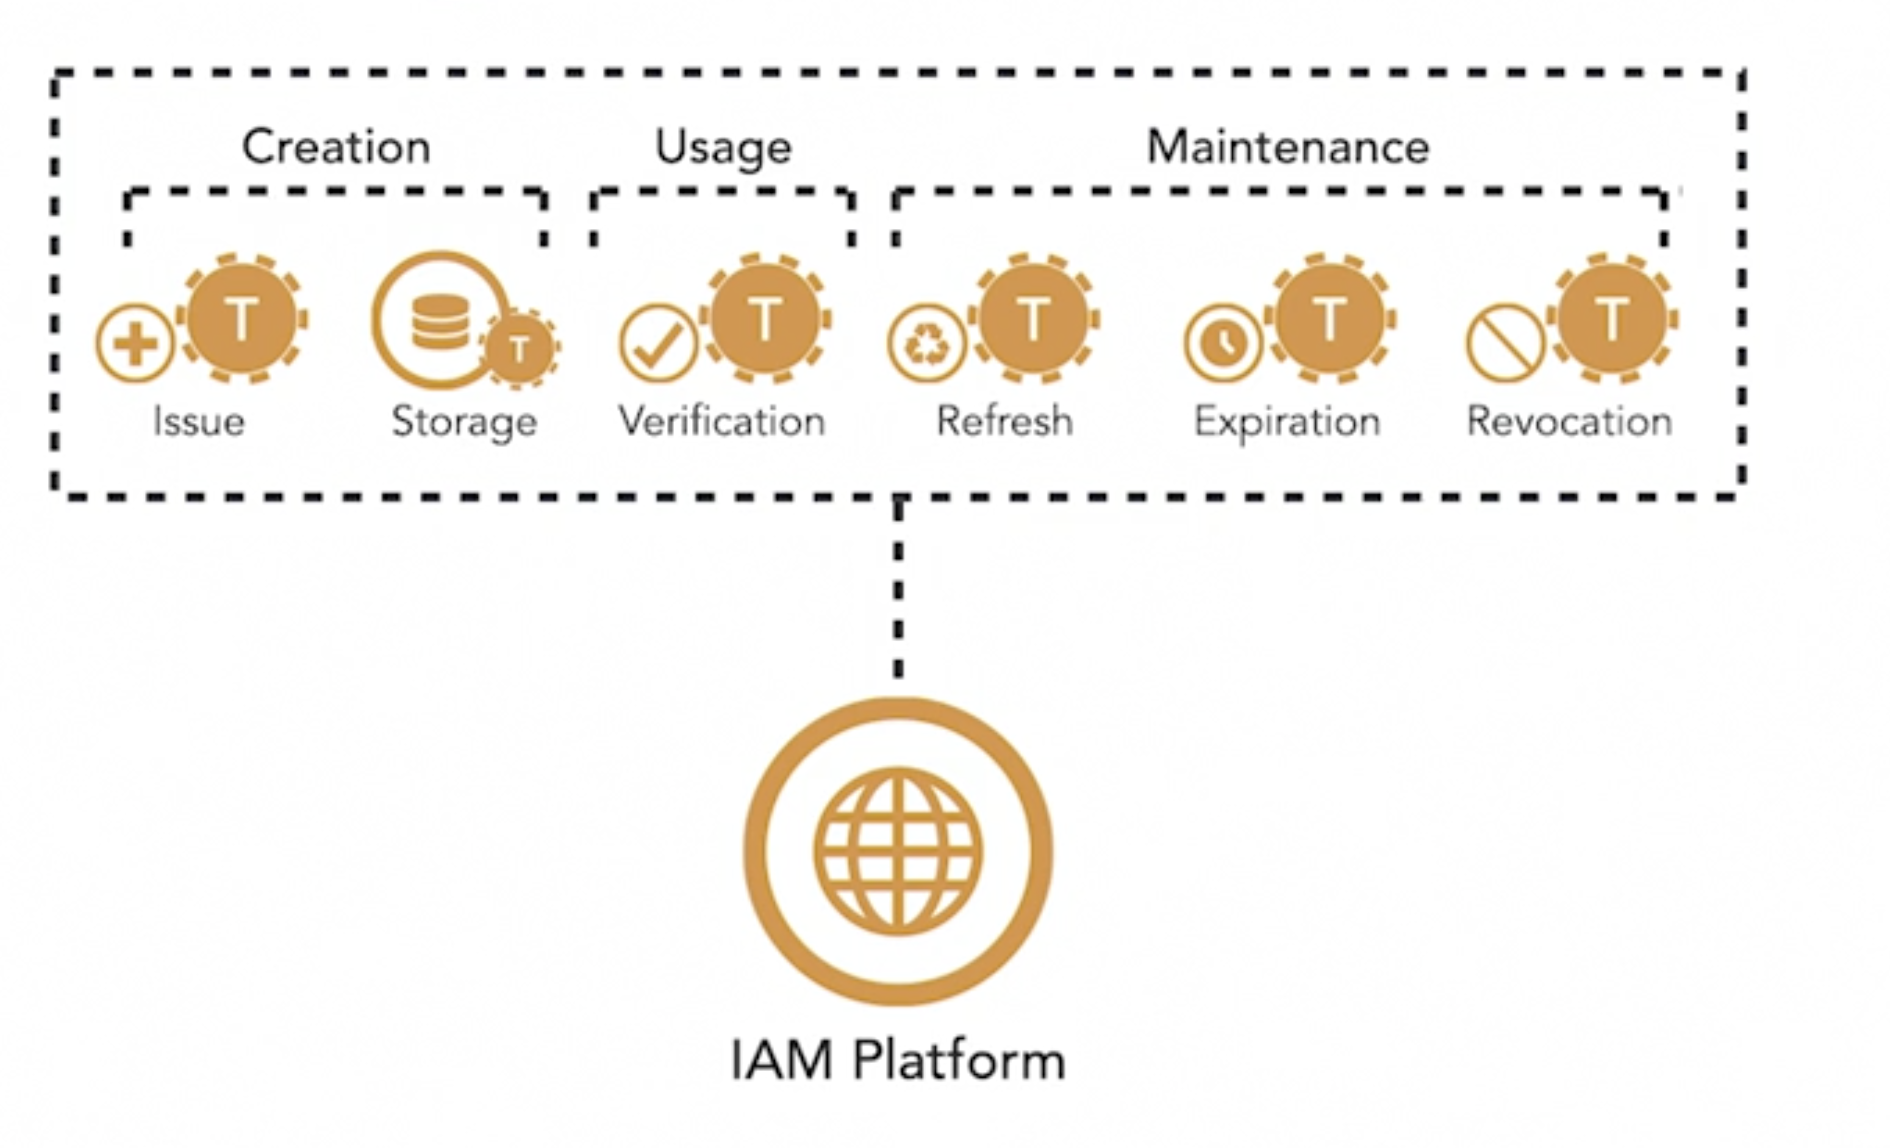 Creation Usage Maintenance
T T T T T T
Issue Storage Verification Refresh Expiration Revocation
IAM Platform